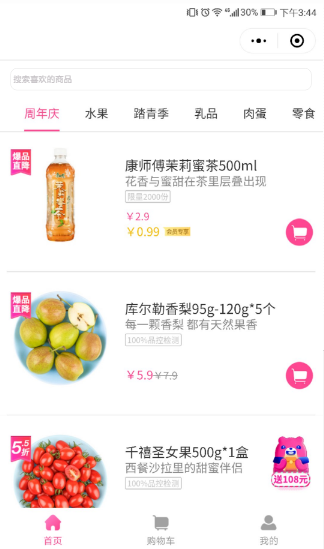 4G 30% 下午3:44
搜索喜欢的商品
周年庆 水果 踏青季 乳品 肉蛋 零食
爆品
直降
康师傅茉莉蜜茶500ml
花香与蜜甜在茶里层叠出现
限量2000份
¥2.9
¥0.99 会员专享
爆品
直降
库尔勒香梨95g-120g*5个
每一颗香梨 都有天然果香
100%品控检测
¥5.9 ¥7.9
5.5
折
千禧圣女果500g*1盒
西餐沙拉里的甜蜜伴侣
100%品控检测
送108元
首页 购物车 我的